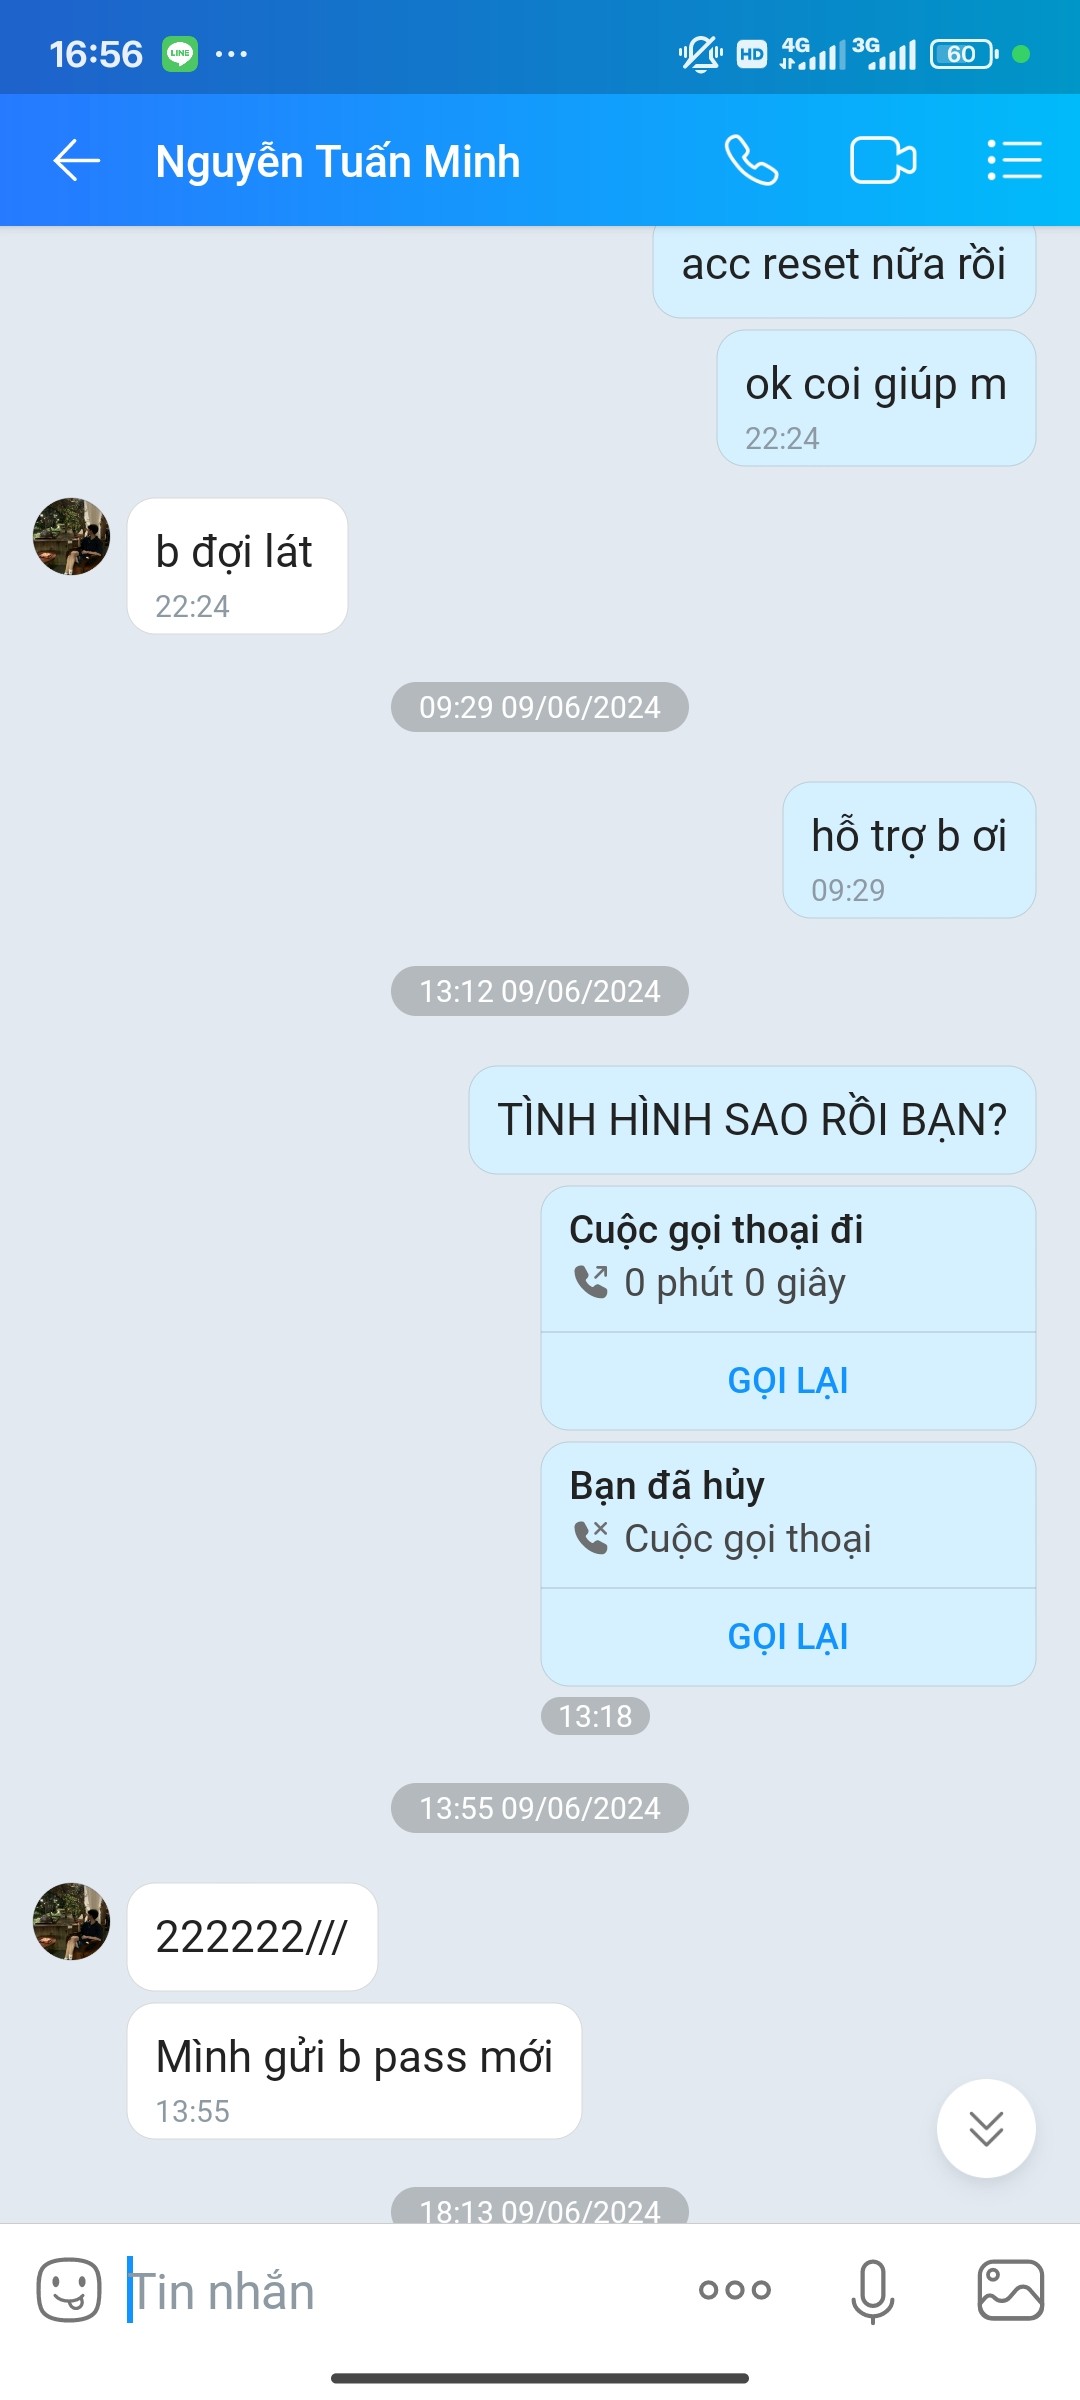 16:56
LINE
HD
4G
3G
60
Nguyễn Tuấn Minh
acc reset nữa rồi
ok coi giúp m
22:24
b đợi lát
22:24
09:29 09/06/2024
hỗ trợ b ơi
09:29
13:12 09/06/2024
TÌNH HÌNH SAO RỒI BẠN?
Cuộc gọi thoại đi
0 phút 0 giây
GỌI LẠI
Bạn đã hủy
Cuộc gọi thoại
GỌI LẠI
13:18
13:55 09/06/2024
222222///
Mình gửi b pass mới
13:55
18:13 09/06/2024
Tin nhắn